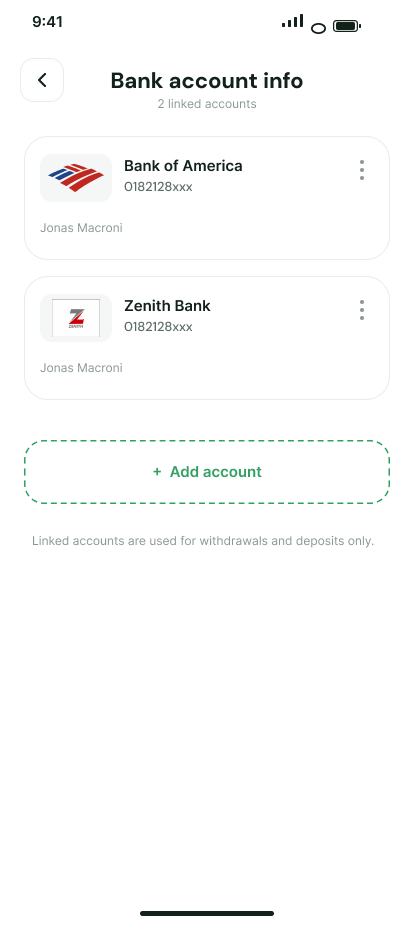 9:41
Bank account info
2 linked accounts
Bank of America
0182128xxx
Jonas Macroni
ZENITH
Zenith Bank
0182128xxx
Jonas Macroni
+ Add account
Linked accounts are used for withdrawals and deposits only.